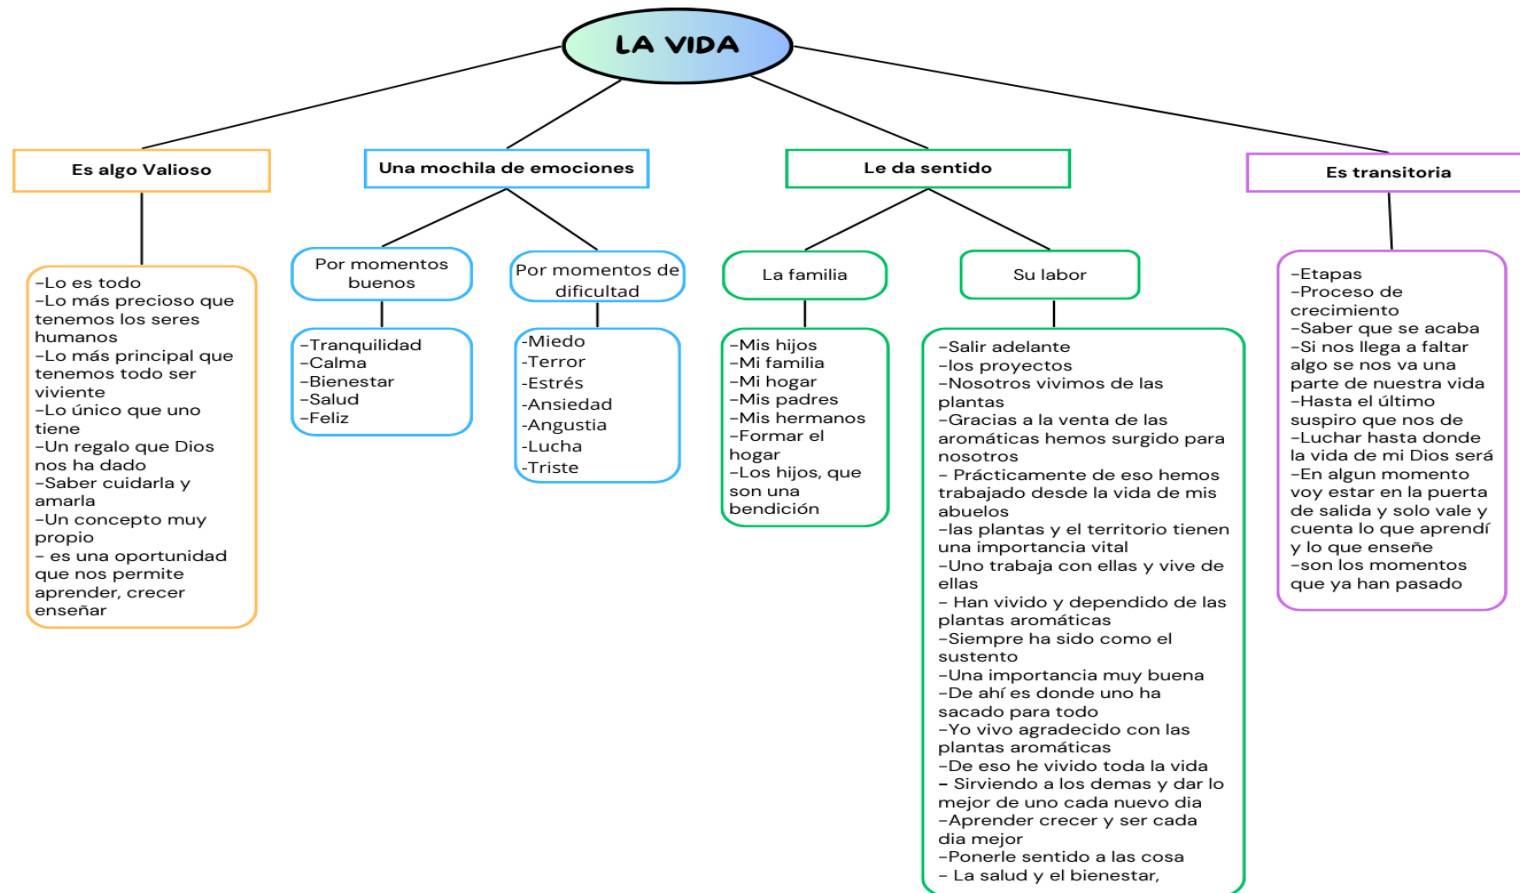 LA VIDA
Es algo Valioso
-Lo es todo
-Lo más precioso que
tenemos los seres
humanos
-Lo más principal que
tenemos todo ser
viviente
-Lo único que uno
tiene
-Un regalo que Dios
nos ha dado
-Saber cuidarla y
amarla
-Un concepto muy
propio
- es una oportunidad
que nos permite
aprender, crecer
enseñar
Una mochila de emociones
Por momentos
buenos
-Tranquilidad
-Calma
-Bienestar
-Salud
-Feliz
Por momentos de
dificultad
-Miedo
-Terror
-Estrés
-Ansiedad
-Angustia
-Lucha
-Triste
Le da sentido
La familia
-Mis hijos
-Mi familia
-Mi hogar
-Mis padres
-Mis hermanos
-Formar el
hogar
-Los hijos, que
son una
bendición
Su labor
-Salir adelante
-los proyectos
-Nosotros vivimos de las
plantas
-Gracias a la venta de las
aromáticas hemos surgido para
nosotros
- Prácticamente de eso hemos
trabajado desde la vida de mis
abuelos
-las plantas y el territorio tienen
una importancia vital
-Uno trabaja con ellas y vive de
ellas
- Han vivido y dependido de las
plantas aromáticas
-Siempre ha sido como el
sustento
-Una importancia muy buena
-De ahí es donde uno ha
sacado para todo
-Yo vivo agradecido con las
plantas aromáticas
-De eso he vivido toda la vida
- Sirviendo a los demas y dar lo
mejor de uno cada nuevo dia
-Aprender crecer y ser cada
dia mejor
-Ponerle sentido a las cosa
- La salud y el bienestar,
Es transitoria
-Etapas
-Proceso de
crecimiento
-Saber que se acaba
-Si nos llega a faltar
algo se nos va una
parte de nuestra vida
-Hasta el último
suspiro que nos de
-Luchar hasta donde
la vida de mi Dios será
-En algun momento
voy estar en la puerta
de salida y solo vale y
cuenta lo que aprendí
y lo que enseñe
-son los momentos
que ya han pasado